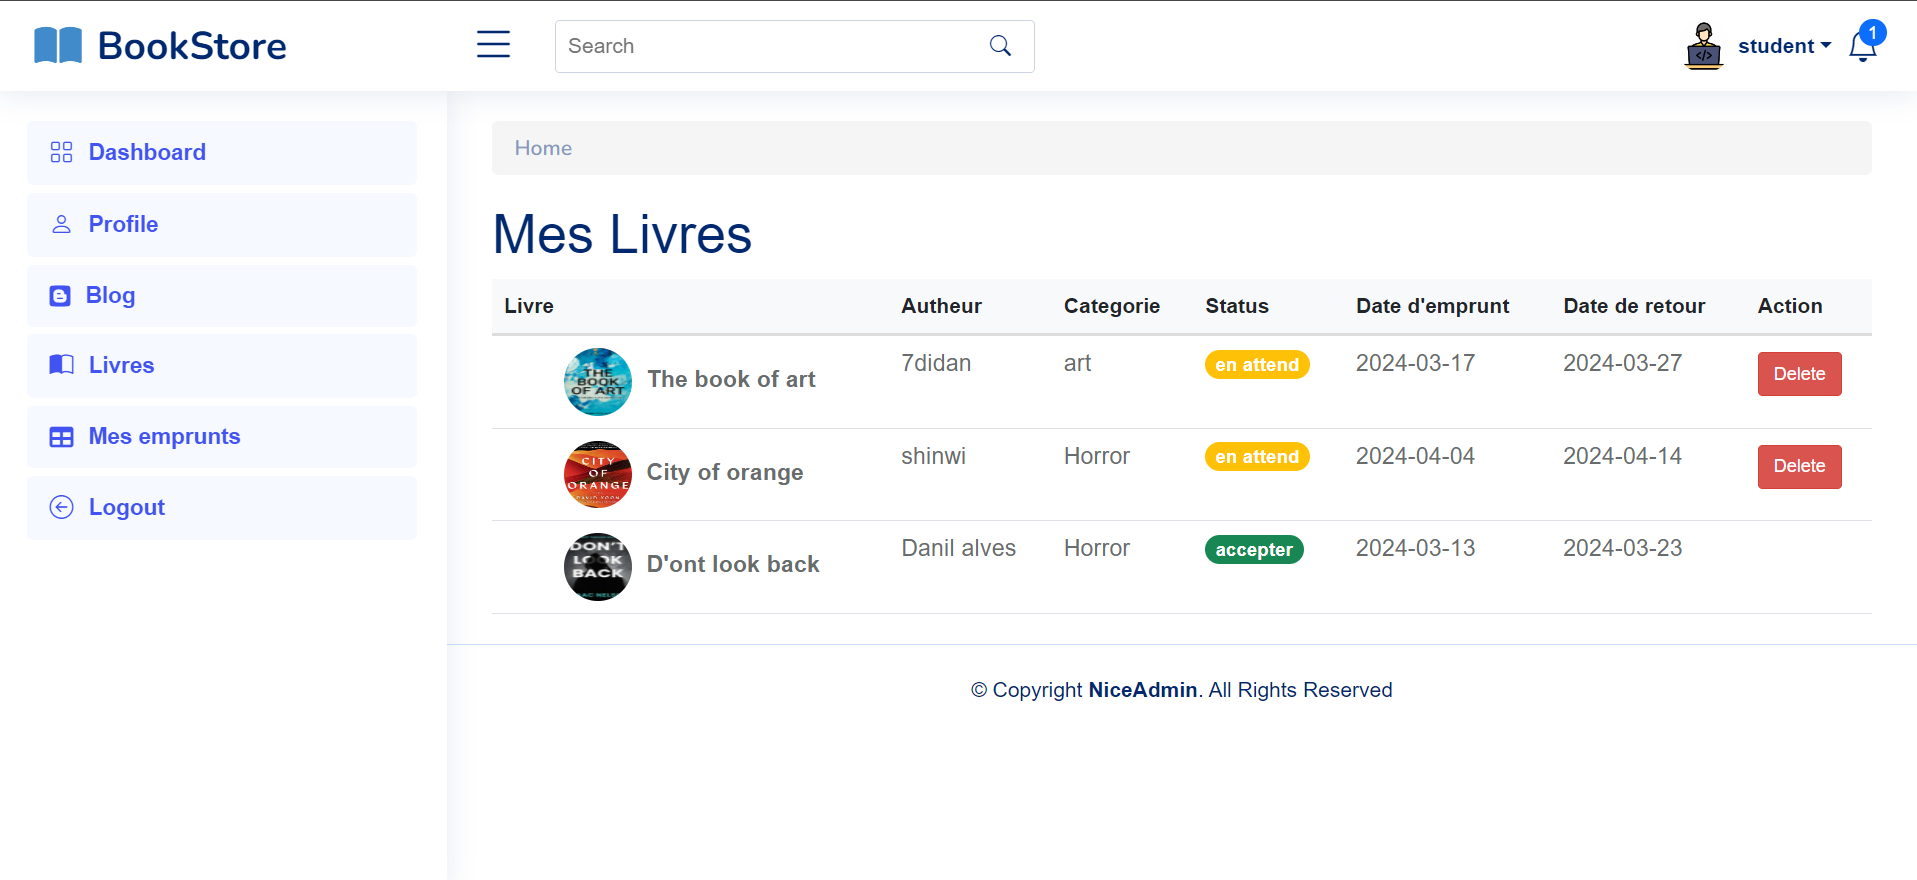 BookStore
Search
student
1
Dashboard
Profile
Blog
Livres
Mes emprunts
Logout
Home
Mes Livres
Livre Autheur Categorie Status Date d'emprunt Date de retour Action
THE
BOOK
OF ART
The book of art 7didan art en attend 2024-03-17 2024-03-27 Delete
CITY
OF
ORANGE
City of orange shinwi Horror en attend 2024-04-04 2024-04-14 Delete
DON'T
LOOK
BACK
D'ont look back Danil alves Horror accepter 2024-03-13 2024-03-23
© Copyright NiceAdmin. All Rights Reserved